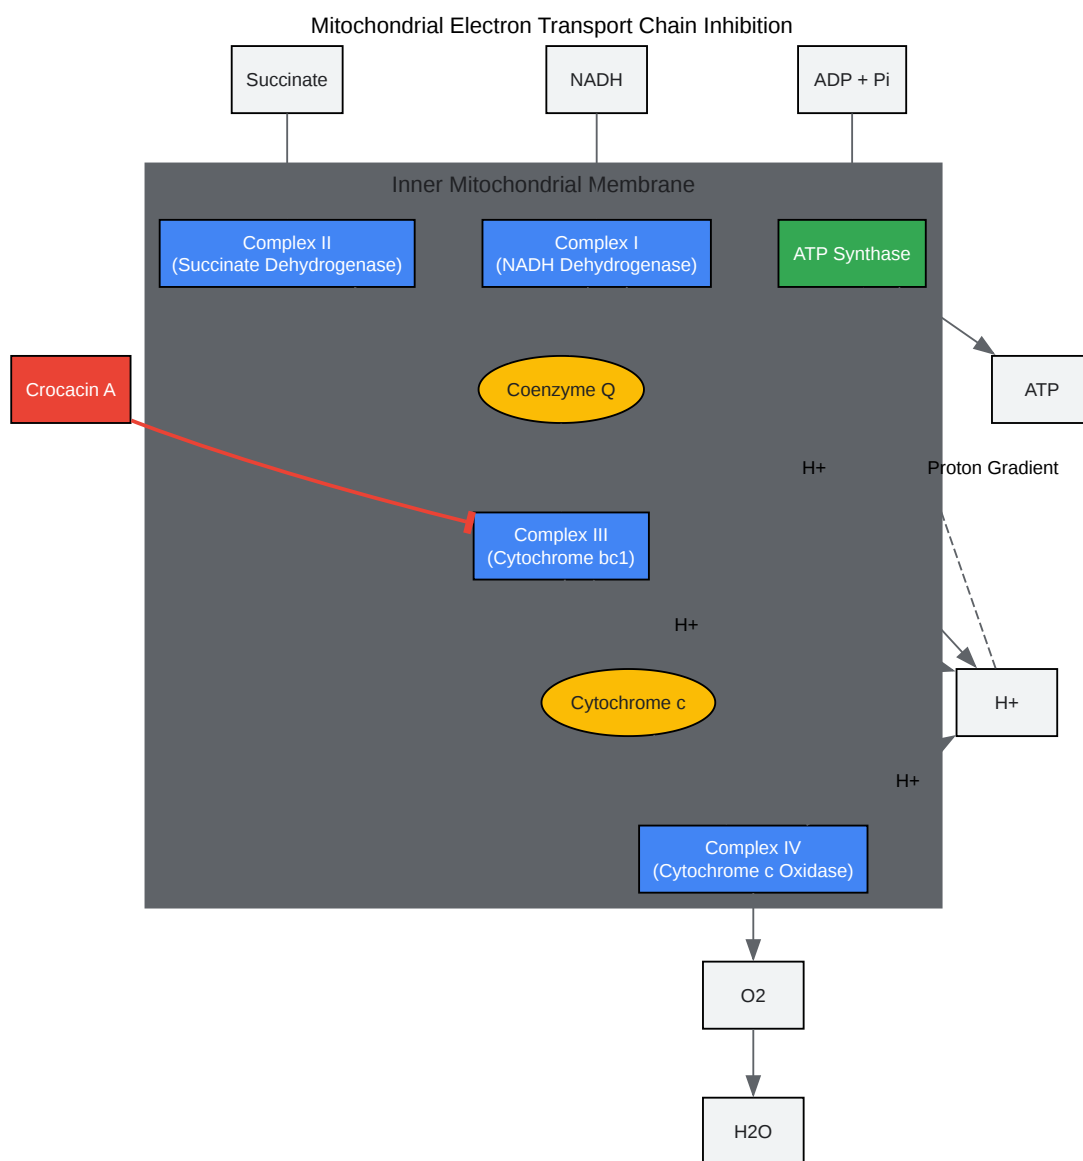 Mitochondrial Electron Transport Chain Inhibition
Succinate
NADH
ADP + Pi
Inner Mitochondrial Membrane
Complex II
(Succinate Dehydrogenase)
Complex I
(NADH Dehydrogenase)
ATP Synthase
Crocacin A
Coenzyme Q
ATP
H+
Proton Gradient
Complex III
(Cytochrome bc1)
H+
Cytochrome c
H+
H+
Complex IV
(Cytochrome c Oxidase)
O2
H2O